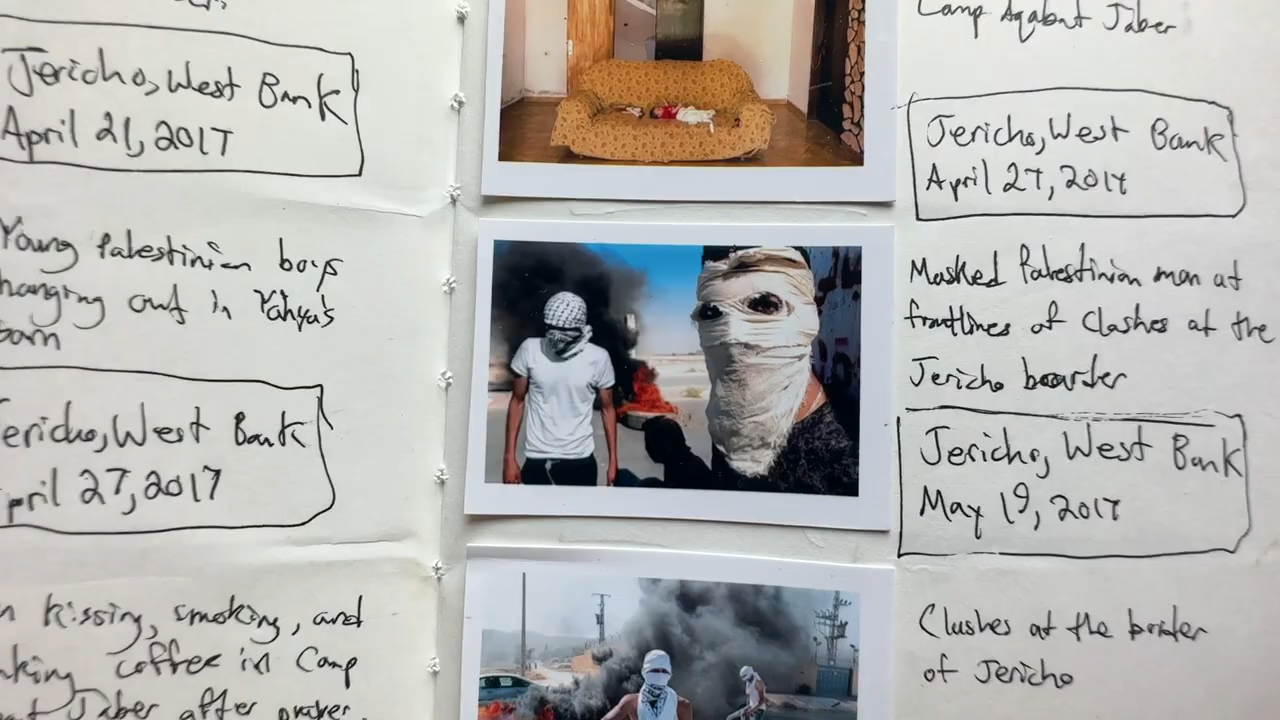 Jericho, West Bank
April 21, 2017
Young Palestinian boys
hanging out in Yahya's
barn
Jericho, West Bank
April 27, 2017
kissing, smoking, and
coffee in Camp
Jaber after prayer.
Camp Aqabat Jaber
Jericho, West Bank
April 27, 2017
Masked Palestinian man at
frontlines of clashes at the
Jericho boarder
Jericho, West Bank
May 19, 2017
Clashes at the border
of Jericho